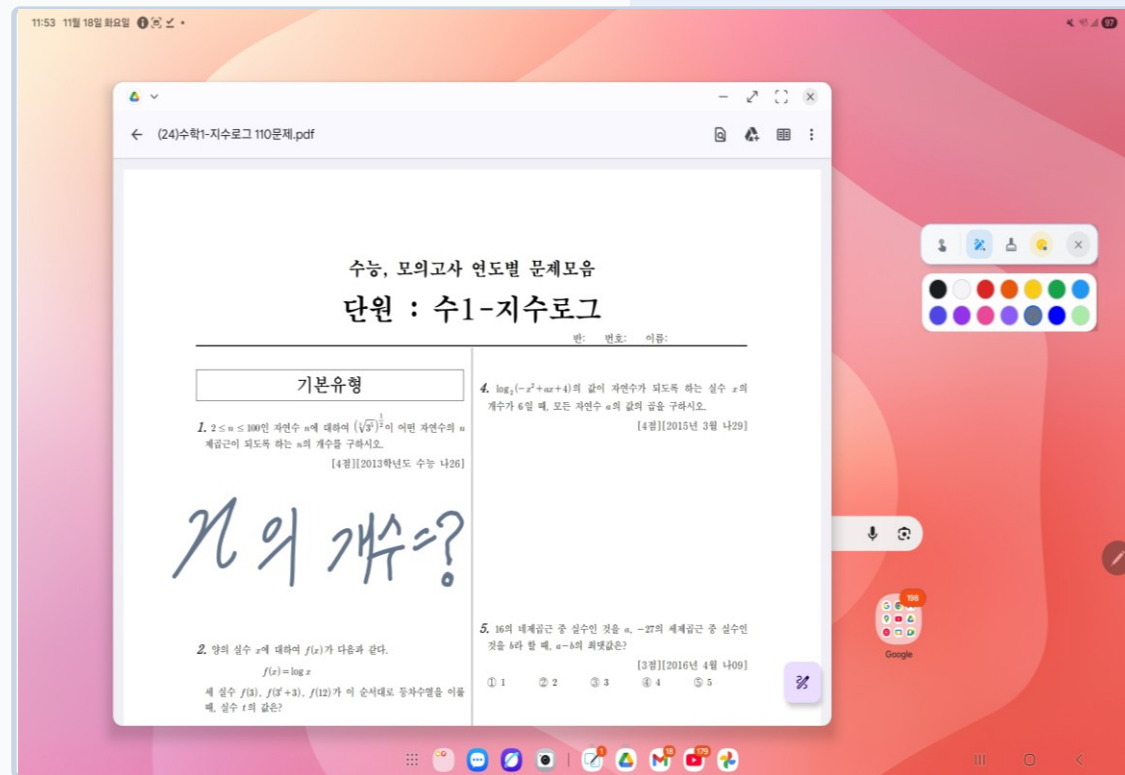 11:53 11월 18일 화요일
97
(24)수학1-지수로그 110문제.pdf
수능, 모의고사 연도별 문제모음
단원 : 수1-지수로그
반: 번호: 이름:
기본유형
1. 2≤n≤100인 자연수 n에 대하여 (∛3⁵)^(1/2)이 어떤 자연수의 n
제곱근이 되도록 하는 n의 개수를 구하시오.
[4점][2013학년도 수능 나26]
n의 개수=?
2. 양의 실수 x에 대하여 f(x)가 다음과 같다.
f(x)=log x
세 실수 f(3), f(3ᵗ+3), f(12)가 이 순서대로 등차수열을 이룰
때, 실수 t의 값은?
4. log₂(-x²+ax+4)의 값이 자연수가 되도록 하는 실수 x의
개수가 6일 때, 모든 자연수 a의 값의 곱을 구하시오.
[4점][2015년 3월 나29]
5. 16의 네제곱근 중 실수인 것을 a, -27의 세제곱근 중 실수인
것을 b라 할 때, a-b의 최댓값은?
[3점][2016년 4월 나09]
① 1 ② 2 ③ 3 ④ 4 ⑤ 5
198
Google
1
18
179